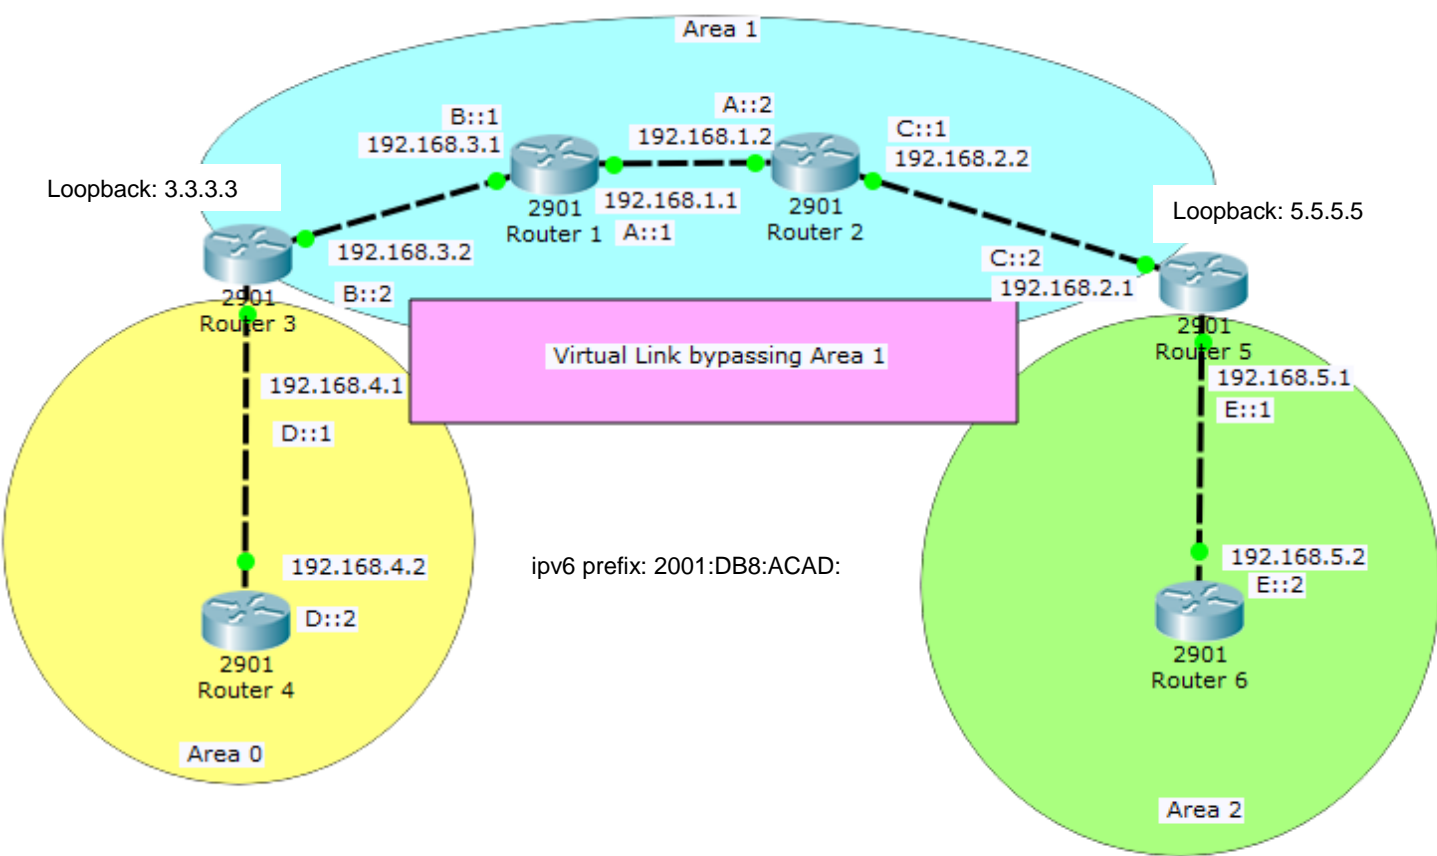 Area 1
B::1
192.168.3.1
A::2
192.168.1.2
C::1
192.168.2.2
Loopback: 3.3.3.3
2901
Router 1
192.168.1.1
A::1
2901
Router 2
Loopback: 5.5.5.5
192.168.3.2
B::2
C::2
192.168.2.1
2901
Router 3
2901
Router 5
Virtual Link bypassing Area 1
192.168.4.1
D::1
192.168.5.1
E::1
192.168.4.2
D::2
ipv6 prefix: 2001:DB8:ACAD:
192.168.5.2
E::2
2901
Router 4
2901
Router 6
Area 0
Area 2